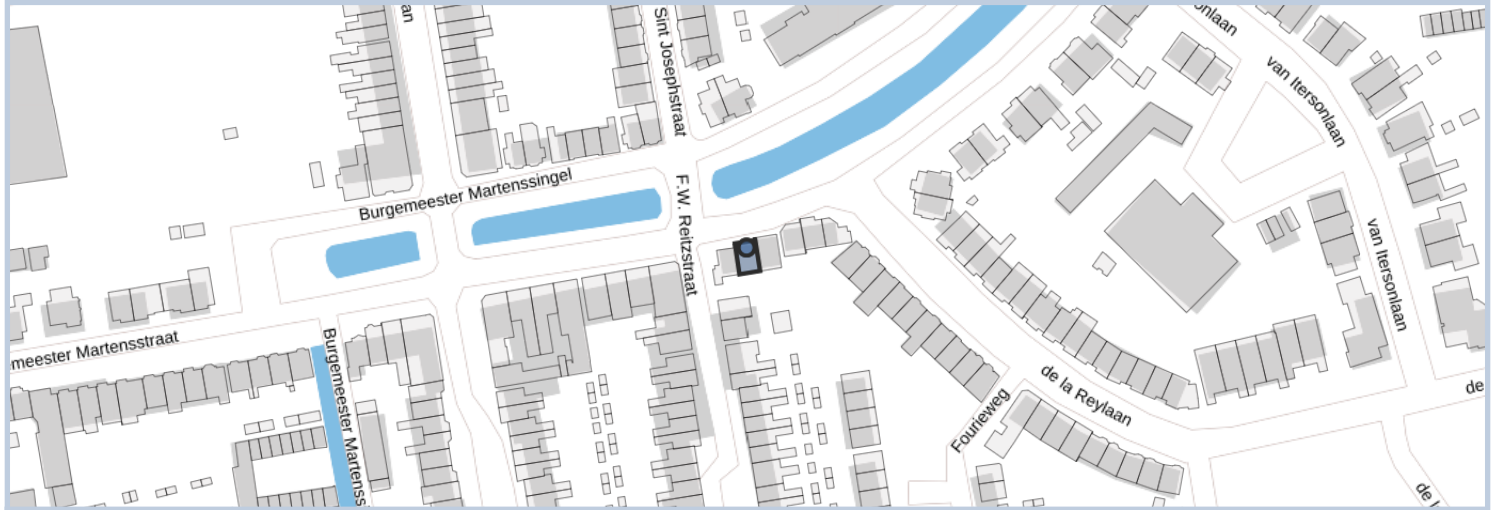 an
Sint Josephstraat
onlaan
van Itersonlaan
Burgemeester Martenssingel
F.W. Reitzstraat
van Itersonlaan
meester Martensstraat
Burgemeester Martenss
de la Reylaan
de
Fourieweg
de l